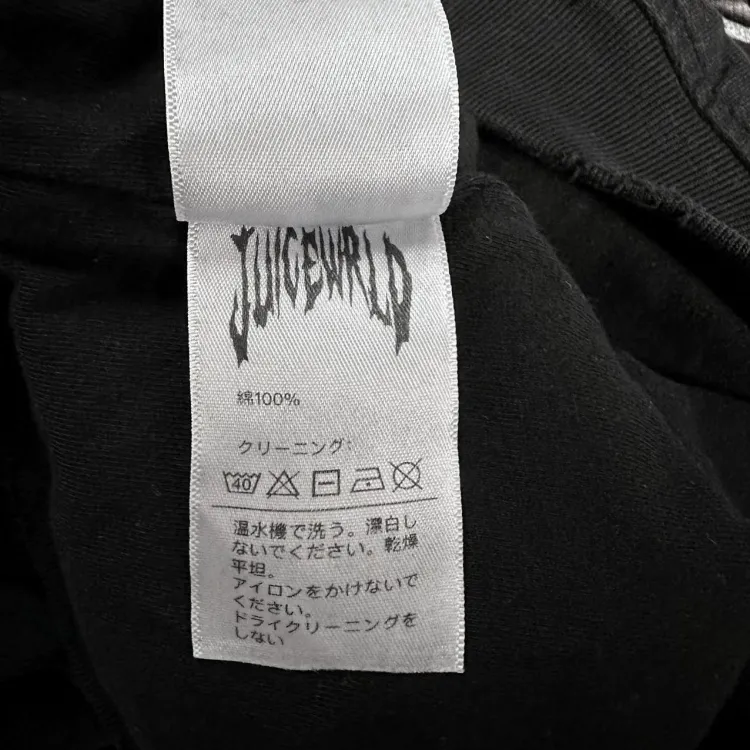 JUICEWRLD
綿100%
クリーニング:
40
温水機で洗う。漂白し
ないでください。乾燥
平坦。
アイロンをかけないで
ください。
ドライクリーニングを
しない